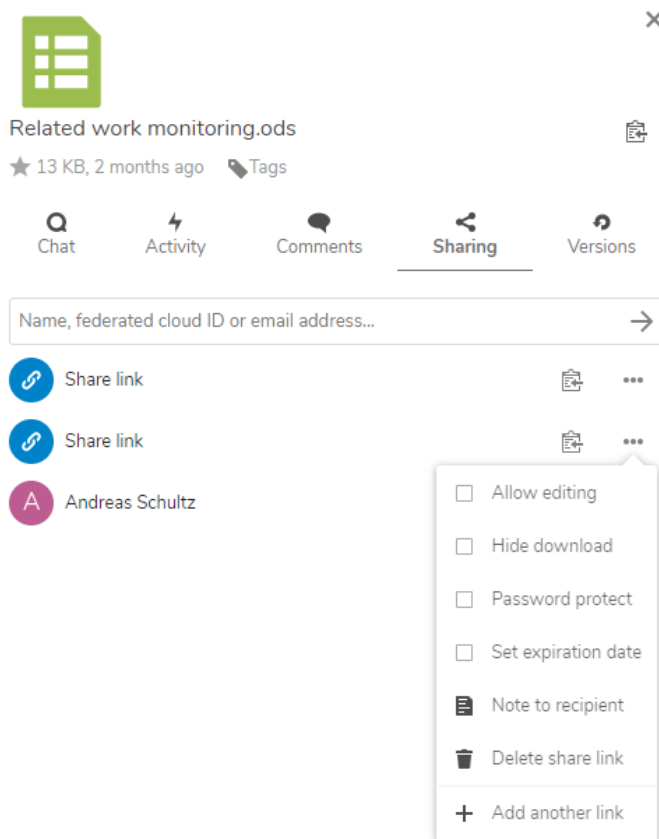 Related work monitoring.ods
13 KB, 2 months ago Tags
Chat Activity Comments Sharing Versions
Name, federated cloud ID or email address...
Share link
Share link
A Andreas Schultz
Allow editing
Hide download
Password protect
Set expiration date
Note to recipient
Delete share link
Add another link